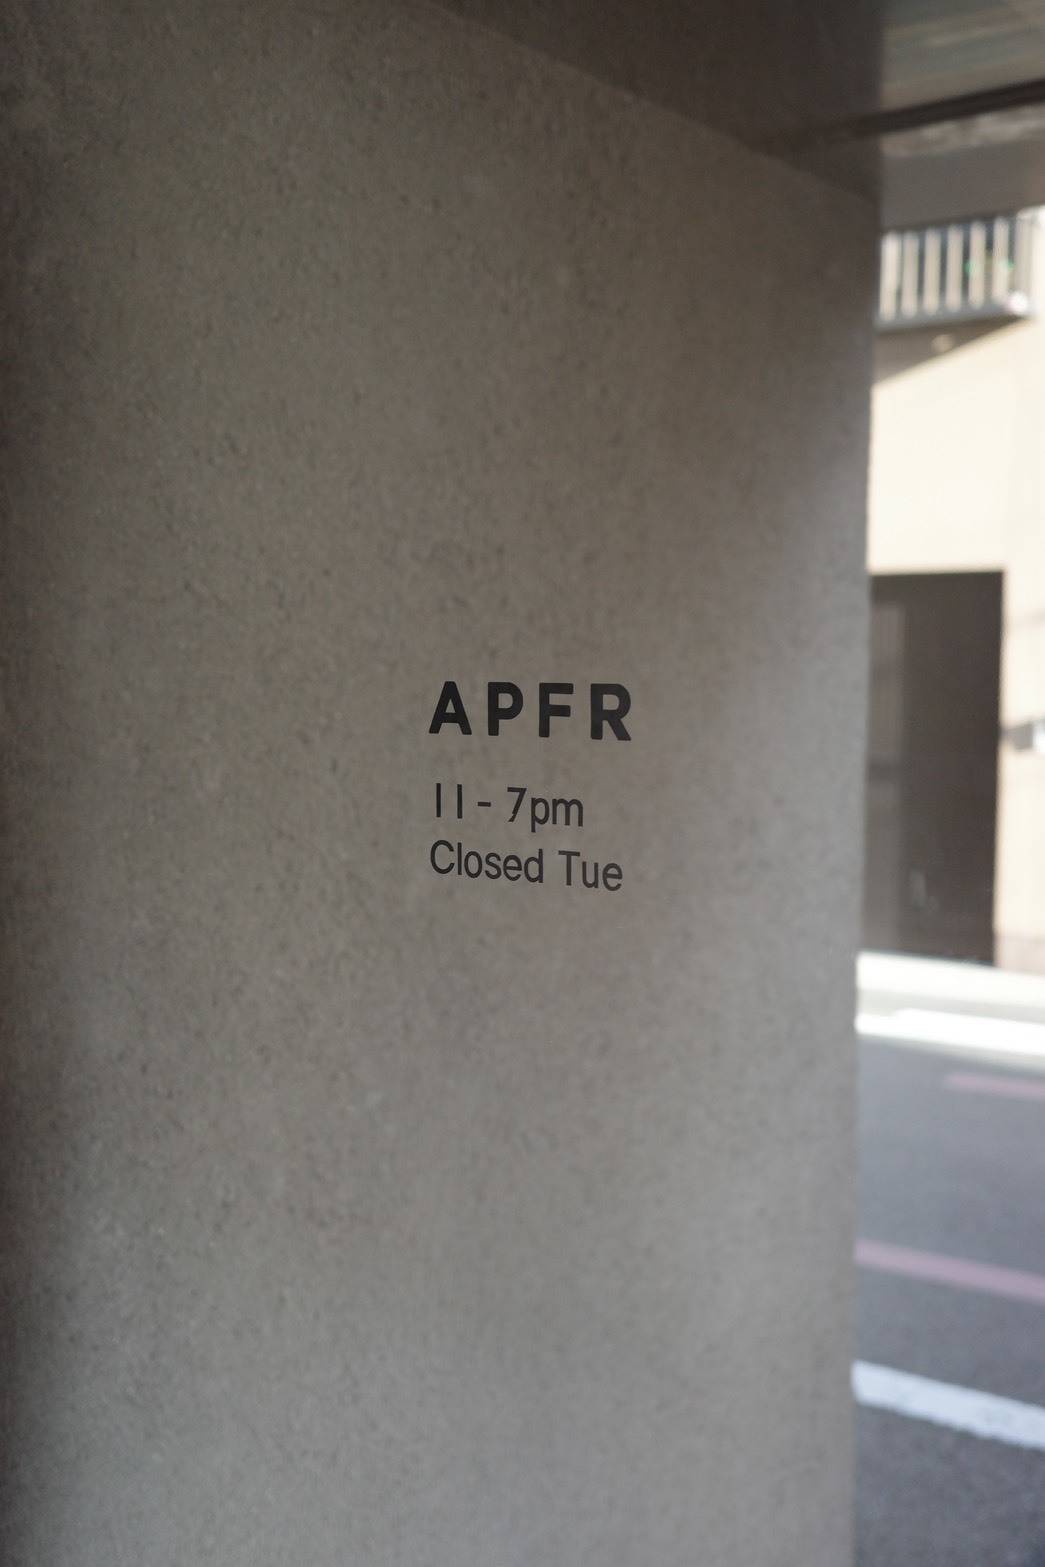 APFR
11 - 7pm
Closed Tue